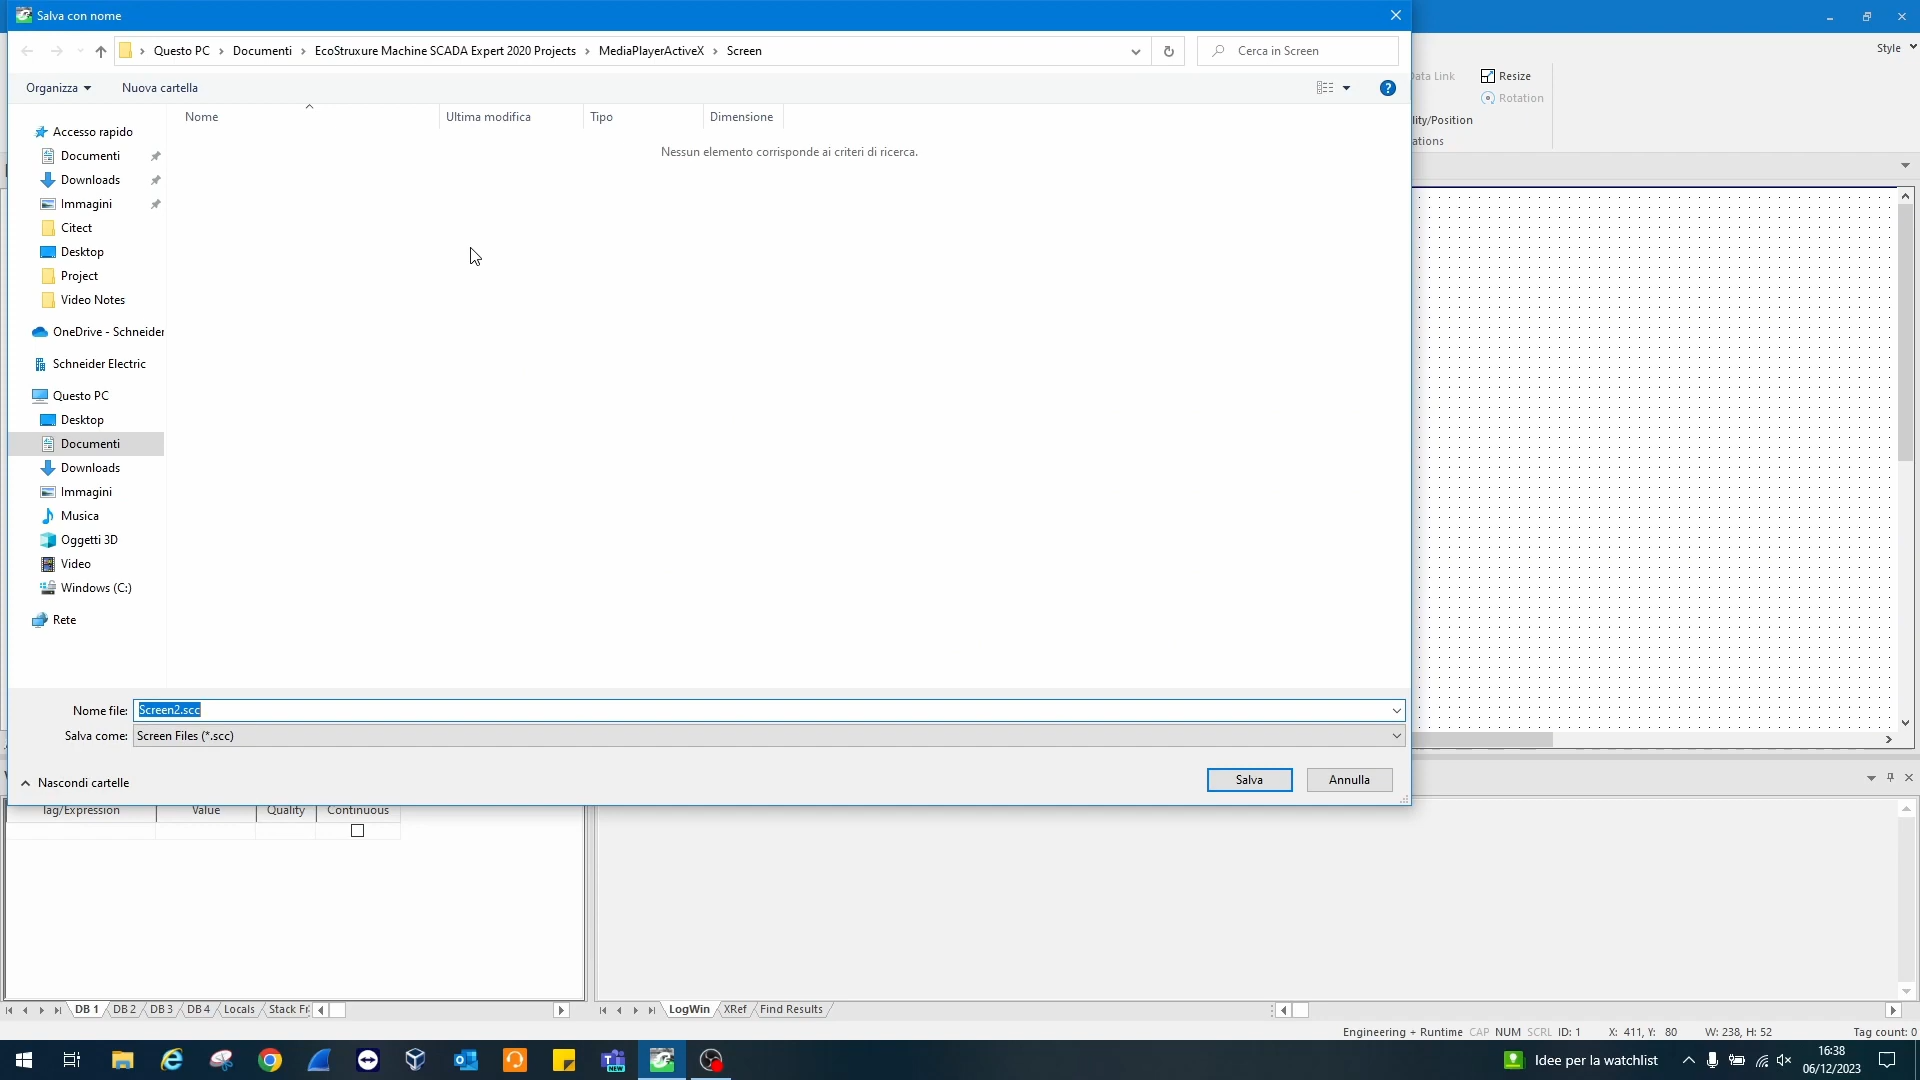 Salva con nome
Style
Questo PC › Documenti › EcoStruxure Machine SCADA Expert 2020 Projects › MediaPlayerActiveX › Screen
Cerca in Screen
Data Link
Resize
Rotation
lity/Position
ations
Organizza
Nuova cartella
Nome
Ultima modifica
Tipo
Dimensione
Nessun elemento corrisponde ai criteri di ricerca.
Accesso rapido
Documenti
Downloads
Immagini
Citect
Desktop
Project
Video Notes
OneDrive - Schneider
Schneider Electric
Questo PC
Desktop
Documenti
Downloads
Immagini
Musica
Oggetti 3D
Video
Windows (C:)
Rete
Nome file: Screen2.scc
Salva come: Screen Files (*.scc)
Nascondi cartelle
Salva
Annulla
Tag/Expression
Value
Quality
Continuous
DB 1 DB 2 DB 3 DB 4 Locals Stack Fr
LogWin XRef Find Results
Engineering + Runtime CAP NUM SCRL ID: 1 X: 411, Y: 80 W: 238, H: 52 Tag count: 0
NEW
Idee per la watchlist
16:38
06/12/2023